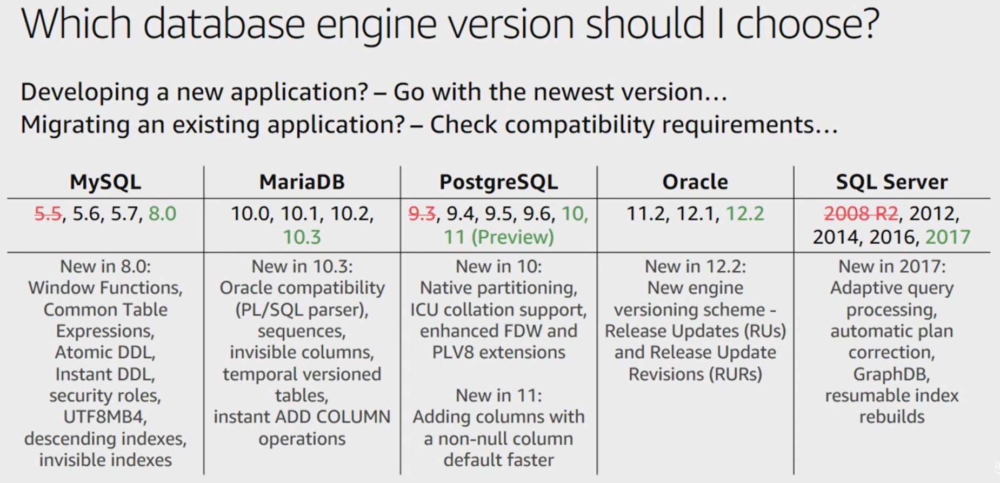 Which database engine version should I choose?
Developing a new application? – Go with the newest version…
Migrating an existing application? – Check compatibility requirements…
MySQL
5.5, 5.6, 5.7, 8.0
New in 8.0:
Window Functions,
Common Table
Expressions,
Atomic DDL,
Instant DDL,
security roles,
UTF8MB4,
descending indexes,
invisible indexes
MariaDB
10.0, 10.1, 10.2,
10.3
New in 10.3:
Oracle compatibility
(PL/SQL parser),
sequences,
invisible columns,
temporal versioned
tables,
instant ADD COLUMN
operations
PostgreSQL
9.3, 9.4, 9.5, 9.6, 10,
11 (Preview)
New in 10:
Native partitioning,
ICU collation support,
enhanced FDW and
PLV8 extensions
New in 11:
Adding columns with
a non-null column
default faster
Oracle
11.2, 12.1, 12.2
New in 12.2:
New engine
versioning scheme -
Release Updates (RUs)
and Release Update
Revisions (RURs)
SQL Server
2008 R2, 2012,
2014, 2016, 2017
New in 2017:
Adaptive query
processing,
automatic plan
correction,
GraphDB,
resumable index
rebuilds